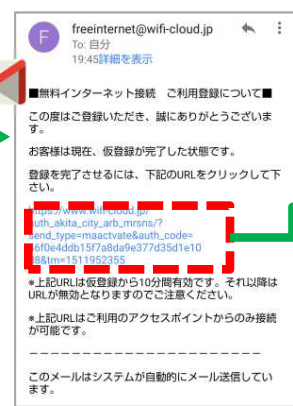 F
freeinternet@wifi-cloud.jp
To: 自分
19:45詳細を表示
■無料インターネット接続 ご利用登録について■
この度はご登録いただき、誠にありがとうございま
す。
お客様は現在、仮登録が完了した状態です。
登録を完了させるには、下記のURLをクリックして下
さい。
https://www.wifi-cloud.jp/
auth_akita_city_arb_mrsns/?
send_type=maactvate&auth_code=
6f0e4ddb15f7a8da9e377d35d1e10
8&tm=1511952355
*上記URLは仮登録から10分間有効です。それ以降は
URLが無効となりますのでご注意ください。
*上記URLはご利用のアクセスポイントからのみ接続
が可能です。
－－－－－－－－－－－－－－－－－－－－－－－
このメールはシステムが自動的にメール送信してい
ます。